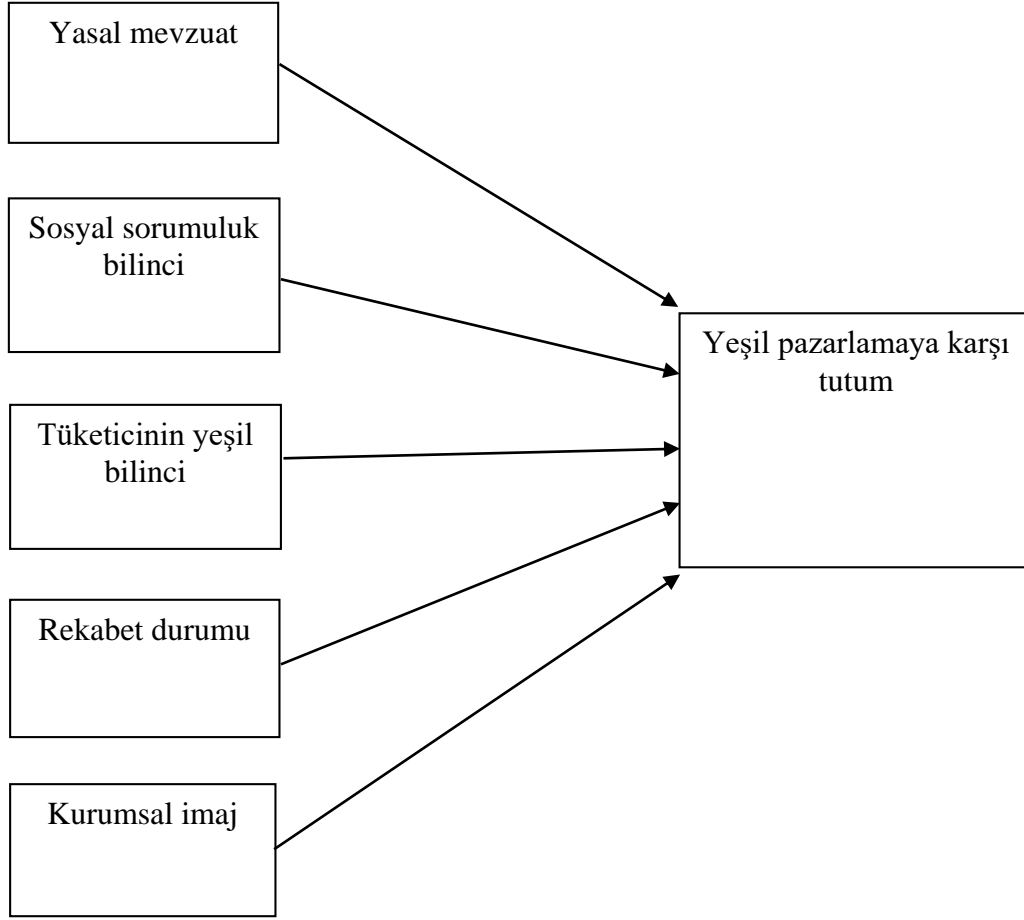 Yasal mevzuat
Sosyal sorumuluk
bilinci
Yeşil pazarlamaya karşı
tutum
Tüketicinin yeşil
bilinci
Rekabet durumu
Kurumsal imaj